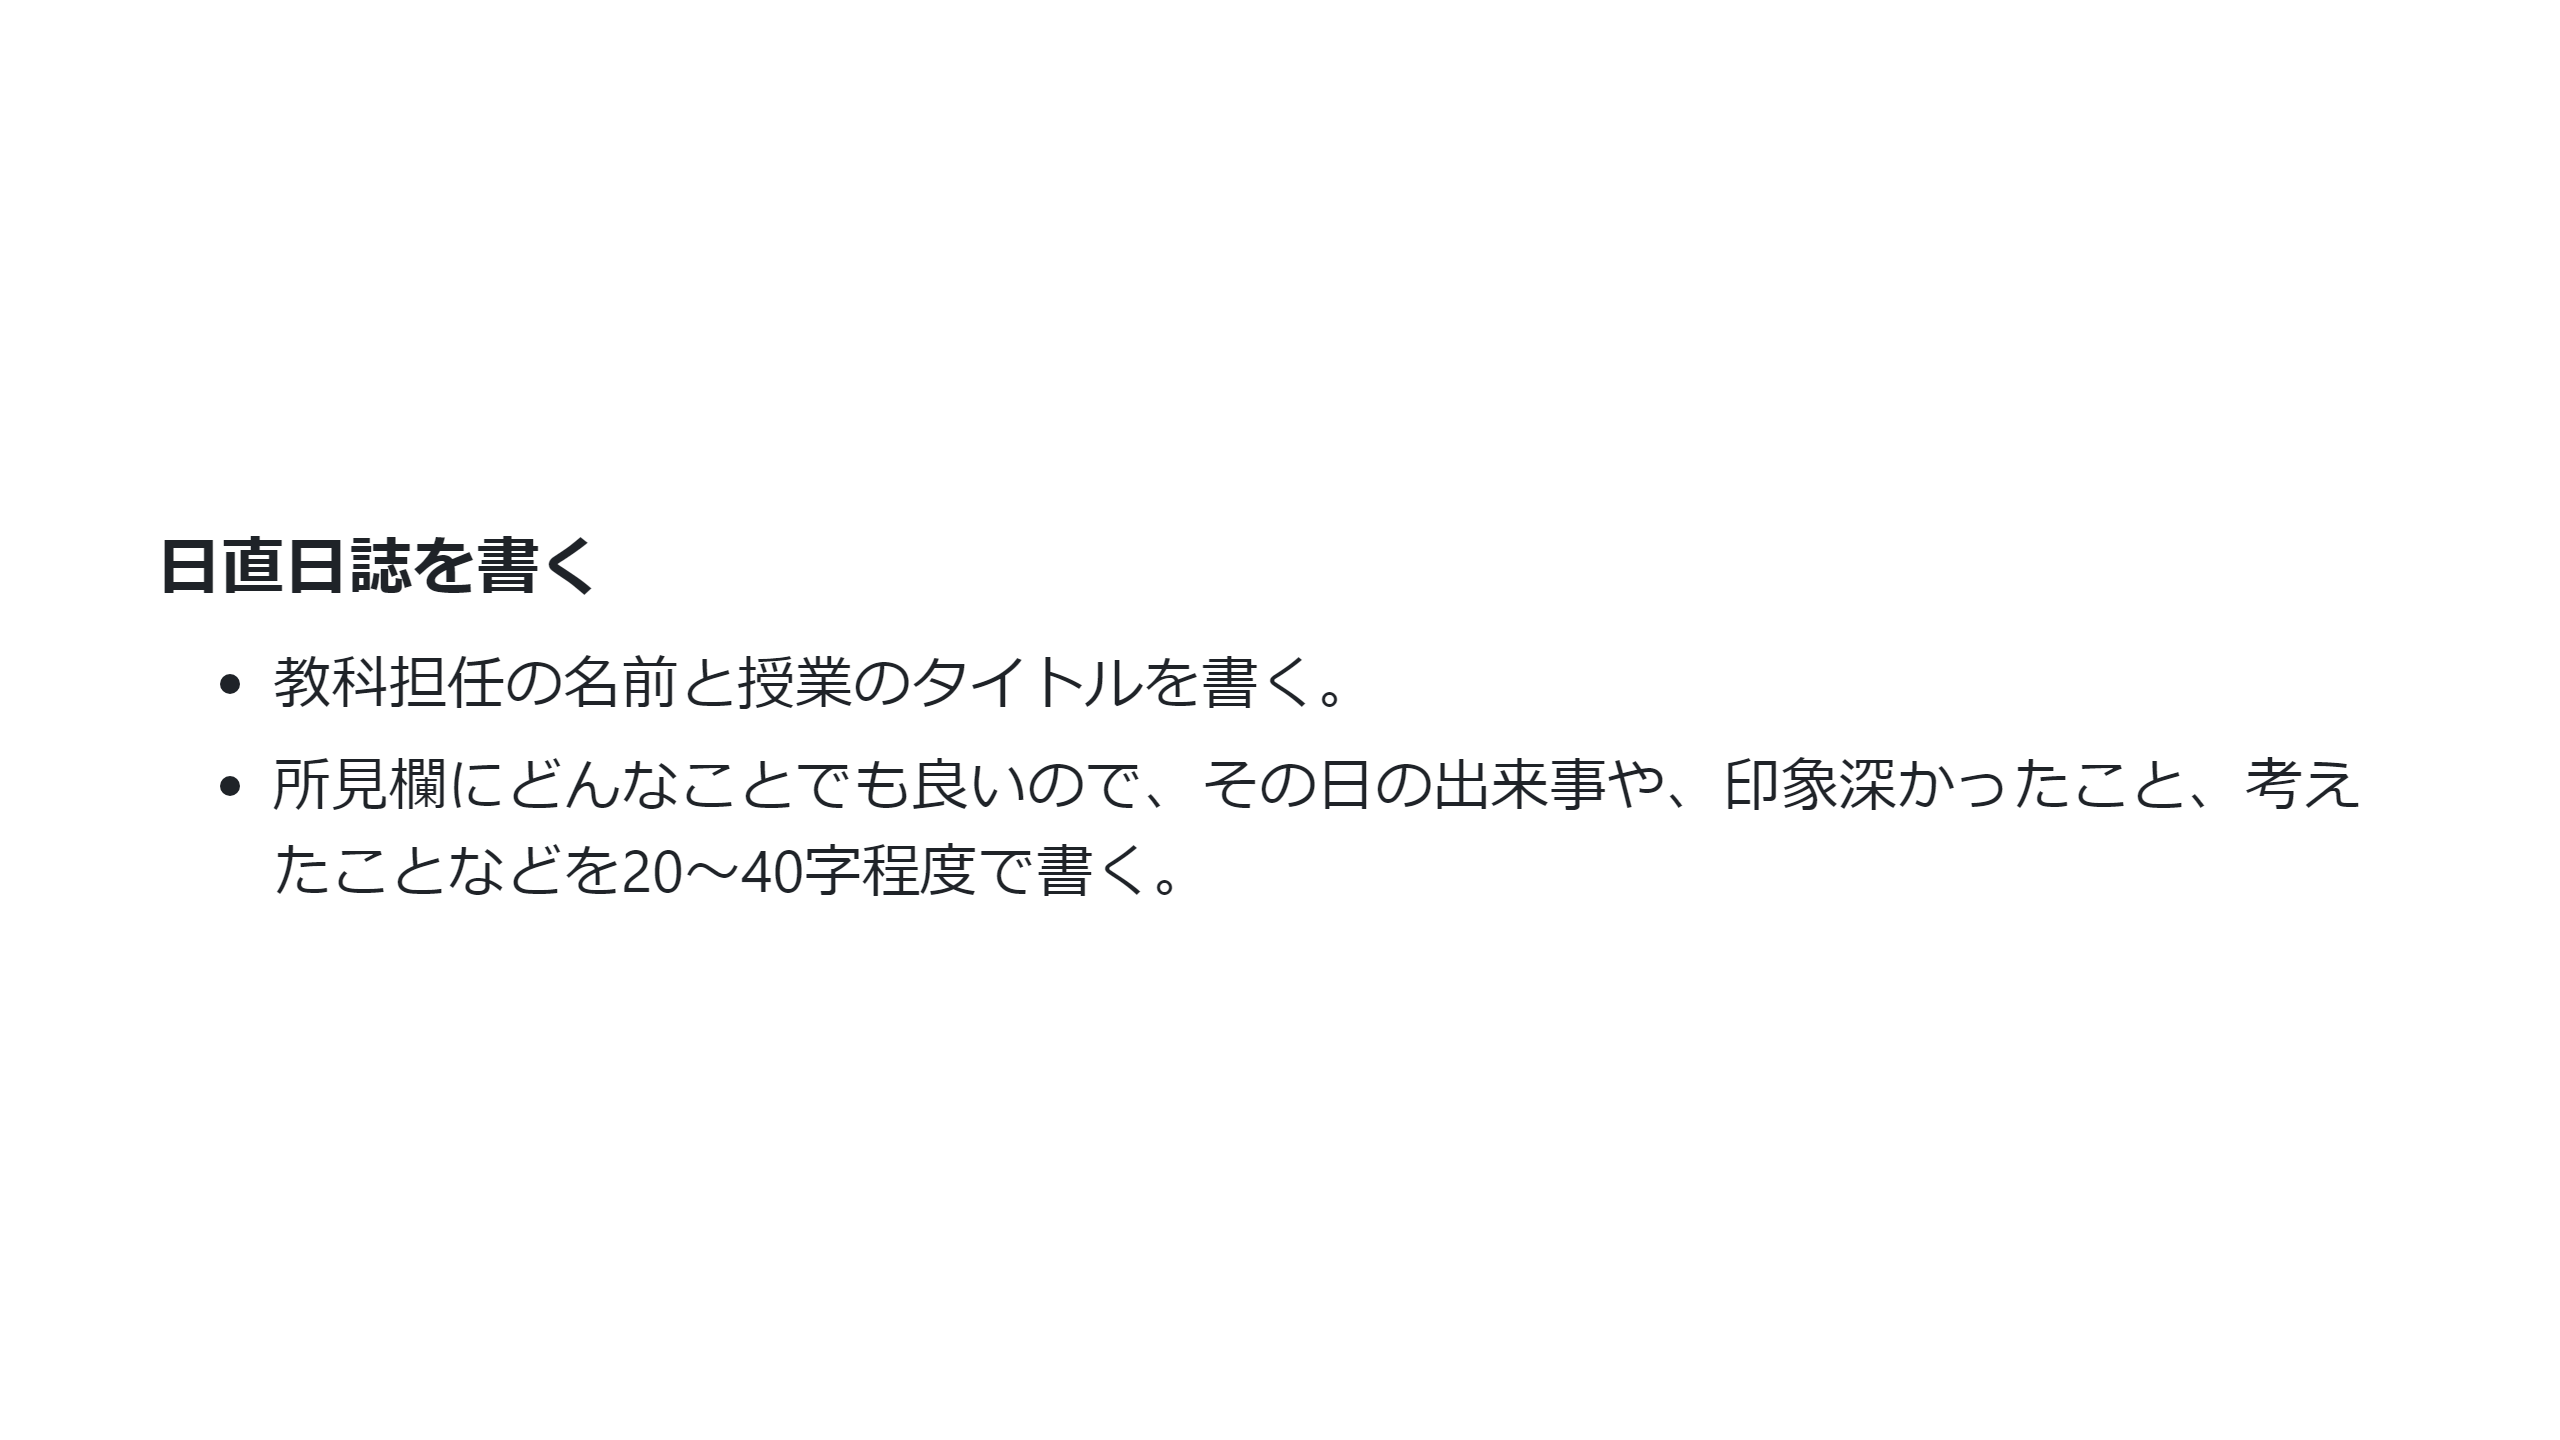 日直日誌を書く
• 教科担任の名前と授業のタイトルを書く。
• 所見欄にどんなことでも良いので、その日の出来事や、印象深かったこと、考え
たことなどを20〜40字程度で書く。